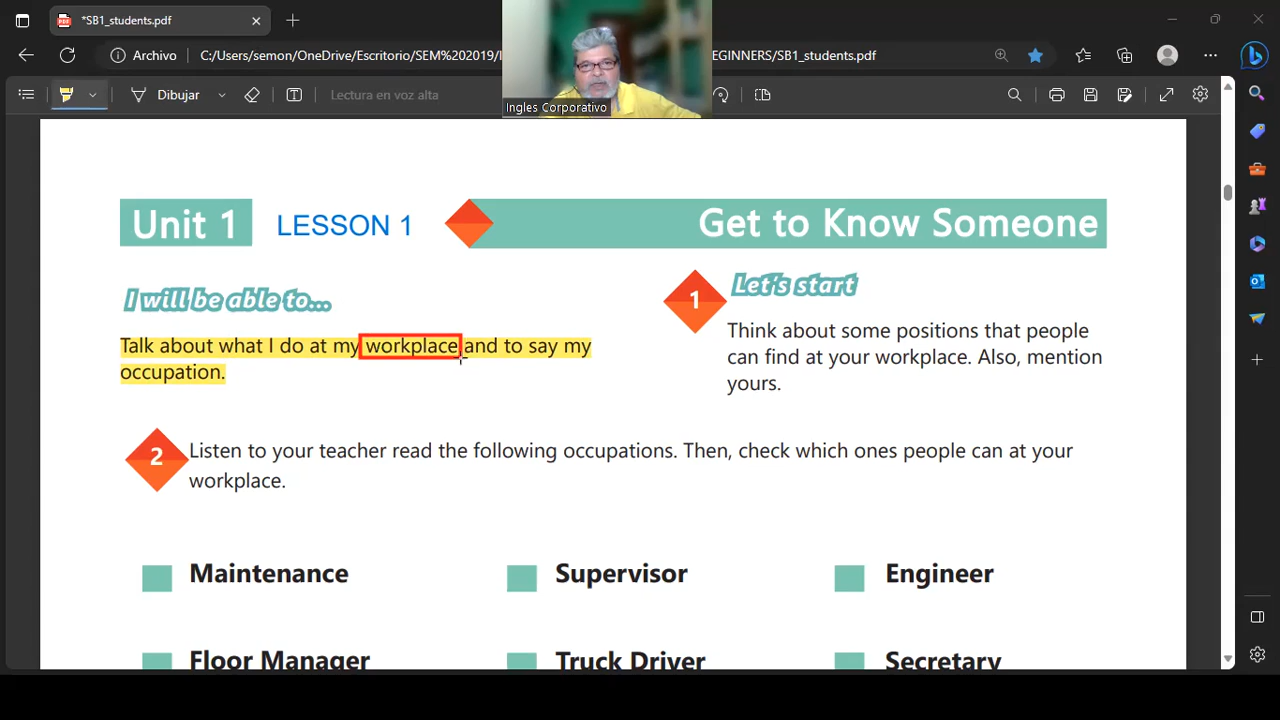 *SB1_students.pdf
Archivo C:/Users/semon/OneDrive/Escritorio/SEM%202019/ EGINNERS/SB1_students.pdf
Dibujar Lectura en voz alta
Ingles Corporativo
Unit 1 LESSON 1 Get to Know Someone
I will be able to...
1 Let's start
Talk about what I do at my workplace and to say my
occupation.
Think about some positions that people
can find at your workplace. Also, mention
yours.
2 Listen to your teacher read the following occupations. Then, check which ones people can at your
workplace.
Maintenance Supervisor Engineer
Floor Manager Truck Driver Secretary